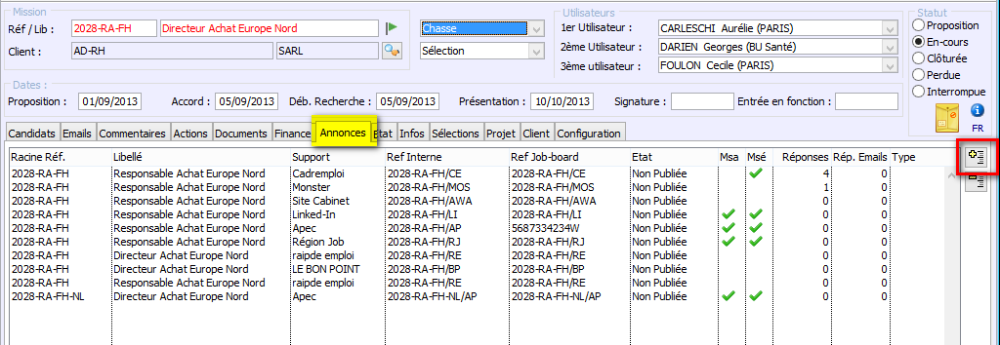 Mission
Réf / Lib : 2028-RA-FH Directeur Achat Europe Nord Chasse
Client : AD-RH SARL Sélection
Utilisateurs
1er Utilisateur : CARLESCHI Aurélie (PARIS)
2ème Utilisateur : DARIEN Georges (BU Santé)
3ème utilisateur : FOULON Cecile (PARIS)
Statut
Proposition
En-cours
Clôturée
Perdue
Interrompue
FR
Dates :
Proposition : 01/09/2013 Accord : 05/09/2013 Déb. Recherche : 05/09/2013 Présentation : 10/10/2013 Signature : Entrée en fonction :
Candidats Emails Commentaires Actions Documents Finance Annonces Etat Infos Sélections Projet Client Configuration
Racine Réf. Libellé Support Ref Interne Ref Job-board Etat Msa Msé Réponses Rép. Emails Type
2028-RA-FH Responsable Achat Europe Nord Cadremploi 2028-RA-FH/CE 2028-RA-FH/CE Non Publiée 4 0
2028-RA-FH Responsable Achat Europe Nord Monster 2028-RA-FH/MOS 2028-RA-FH/MOS Non Publiée 1 0
2028-RA-FH Responsable Achat Europe Nord Site Cabinet 2028-RA-FH/AWA 2028-RA-FH/AWA Non Publiée 0 0
2028-RA-FH Responsable Achat Europe Nord Linked-In 2028-RA-FH/LI 2028-RA-FH/LI Non Publiée 0 0
2028-RA-FH Responsable Achat Europe Nord Apec 2028-RA-FH/AP 5687334234W Non Publiée 0 0
2028-RA-FH Responsable Achat Europe Nord Région Job 2028-RA-FH/RJ 2028-RA-FH/RJ Non Publiée 0 0
2028-RA-FH Directeur Achat Europe Nord raipde emploi 2028-RA-FH/RE 2028-RA-FH/RE Non Publiée 0 0
2028-RA-FH Directeur Achat Europe Nord LE BON POINT 2028-RA-FH/BP 2028-RA-FH/BP Non Publiée 0 0
2028-RA-FH Responsable Achat Europe Nord raipde emploi 2028-RA-FH/RE 2028-RA-FH/RE Non Publiée 0 0
2028-RA-FH-NL Directeur Achat Europe Nord Apec 2028-RA-FH-NL/AP 2028-RA-FH-NL/AP Non Publiée 0 0